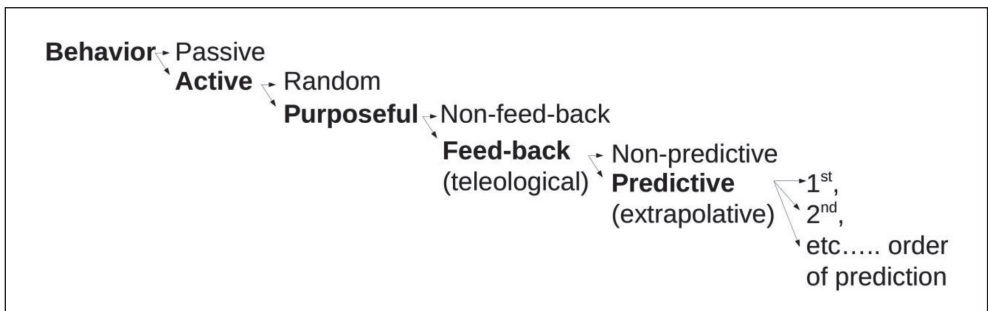 Behavior Passive
Active Random
Purposeful Non-feed-back
Feed-back Non-predictive
(teleological) Predictive 1st,
(extrapolative) 2nd,
etc….. order
of prediction